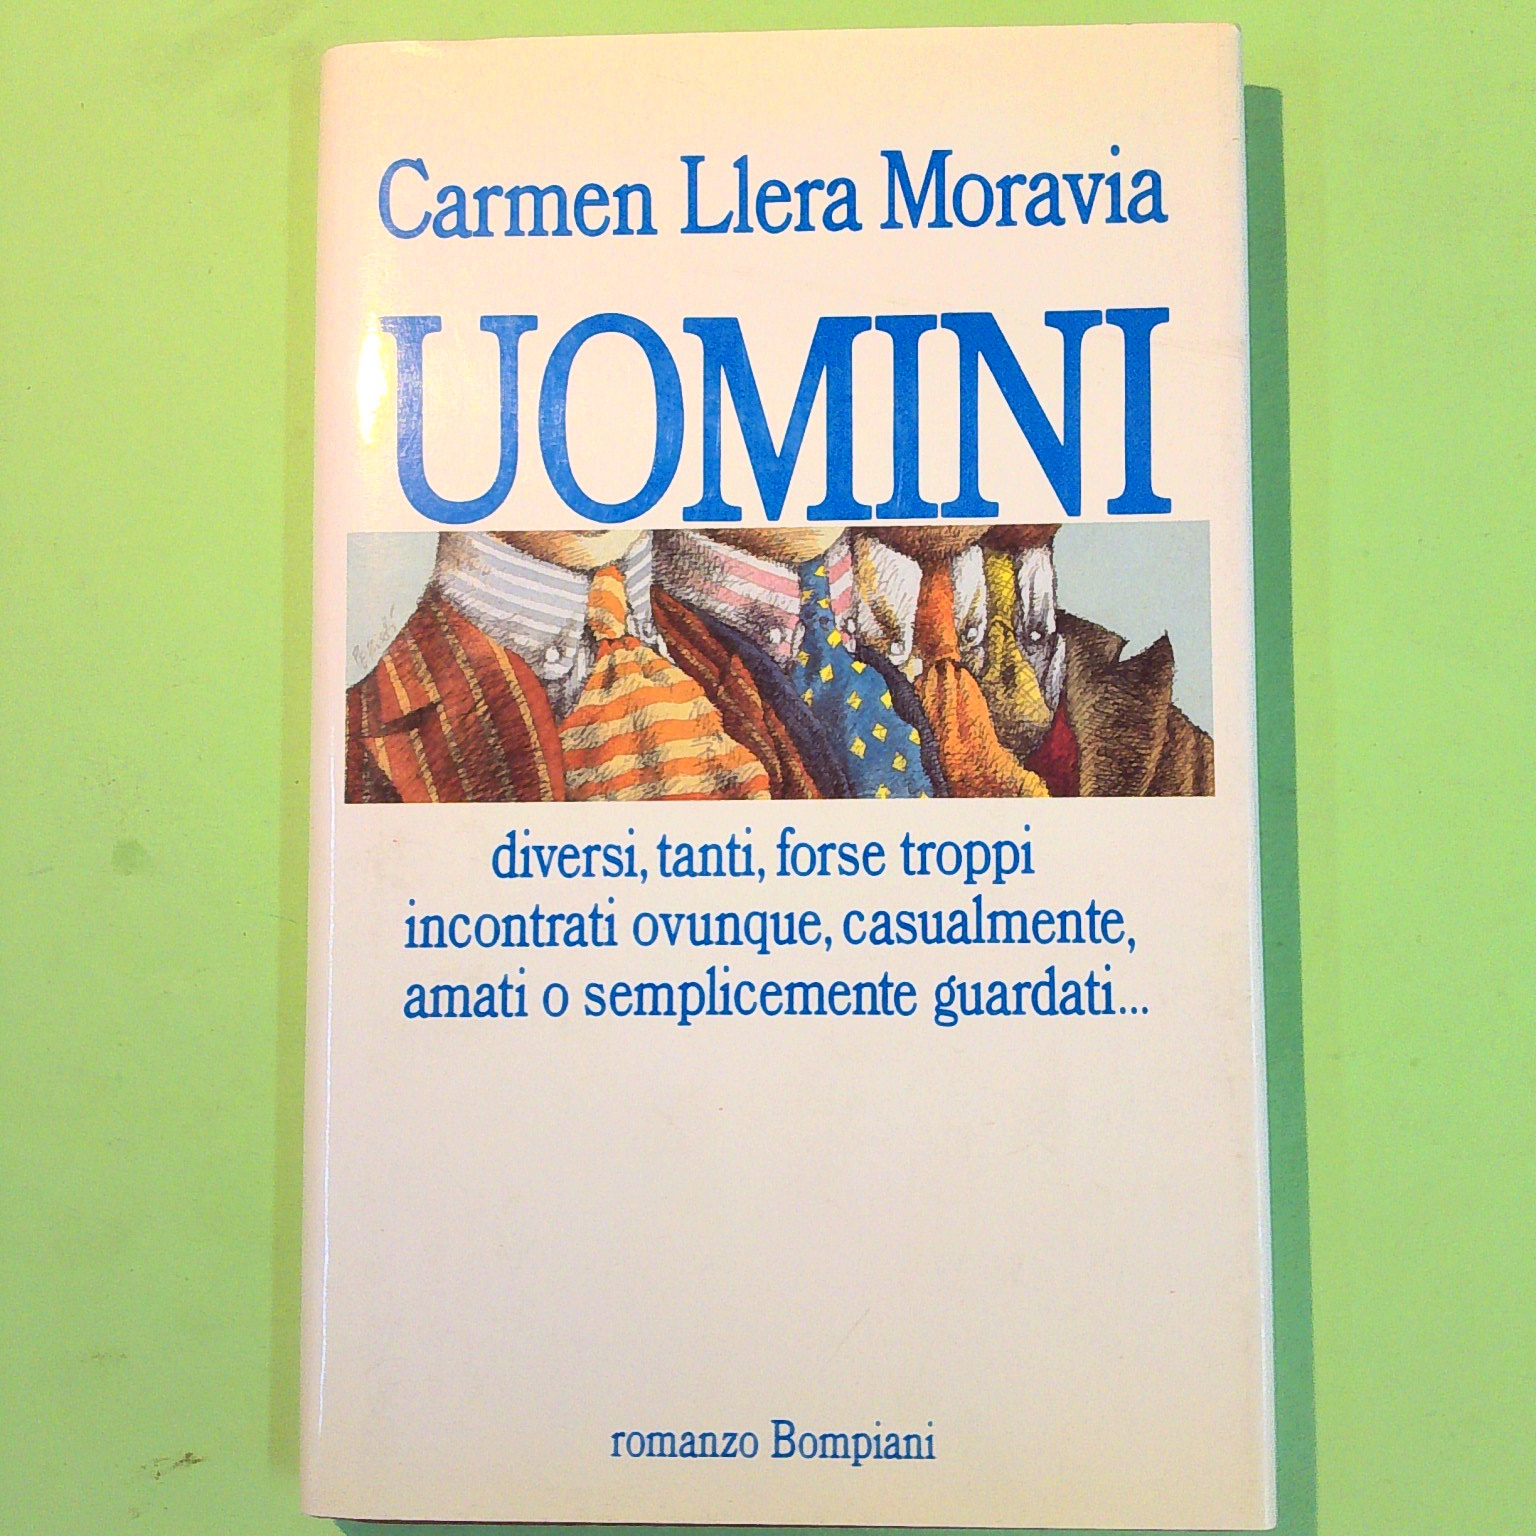 Carmen Llera Moravia
UOMINI
diversi, tanti, forse troppi
incontrati ovunque, casualmente,
amati o semplicemente guardati...
romanzo Bompiani